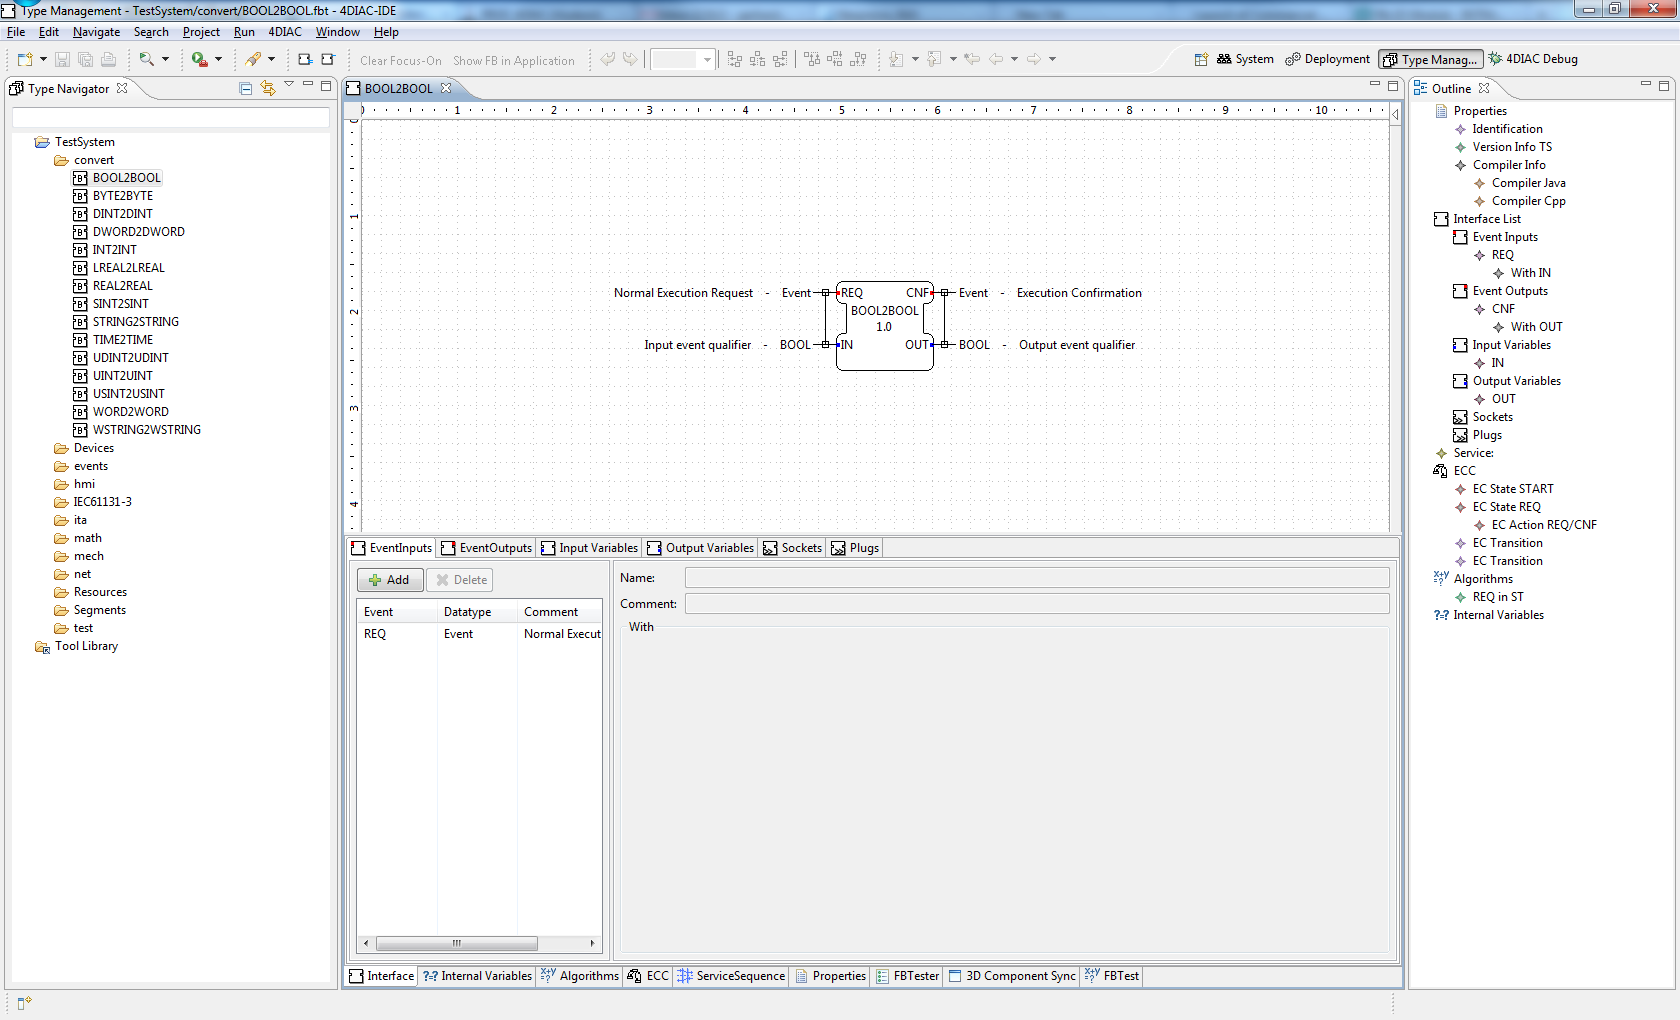 Type Management - TestSystem/convert/BOOL2BOOL.fbt - 4DIAC-IDE
File Edit Navigate Search Project Run 4DIAC Window Help
Clear Focus-On Show FB in Application
System Deployment Type Manag... 4DIAC Debug
Type Navigator
TestSystem
convert
BOOL2BOOL
BYTE2BYTE
DINT2DINT
DWORD2DWORD
INT2INT
LREAL2LREAL
REAL2REAL
SINT2SINT
STRING2STRING
TIME2TIME
UDINT2UDINT
UINT2UINT
USINT2USINT
WORD2WORD
WSTRING2WSTRING
Devices
events
hmi
IEC61131-3
ita
math
mech
net
Resources
Segments
test
Tool Library
BOOL2BOOL
0 1 2 3 4 5 6 7 8 9 10
0
1
2
3
4
Normal Execution Request - Event REQ CNF Event - Execution Confirmation
BOOL2BOOL
1.0
Input event qualifier - BOOL IN OUT BOOL - Output event qualifier
EventInputs EventOutputs Input Variables Output Variables Sockets Plugs
Add Delete
Event Datatype Comment
REQ Event Normal Execut
Name:
Comment:
With
Interface Internal Variables Algorithms ECC ServiceSequence Properties FBTester 3D Component Sync FBTest
Outline
Properties
Identification
Version Info TS
Compiler Info
Compiler Java
Compiler Cpp
Interface List
Event Inputs
REQ
With IN
Event Outputs
CNF
With OUT
Input Variables
IN
Output Variables
OUT
Sockets
Plugs
Service:
ECC
EC State START
EC State REQ
EC Action REQ/CNF
EC Transition
EC Transition
Algorithms
REQ in ST
Internal Variables